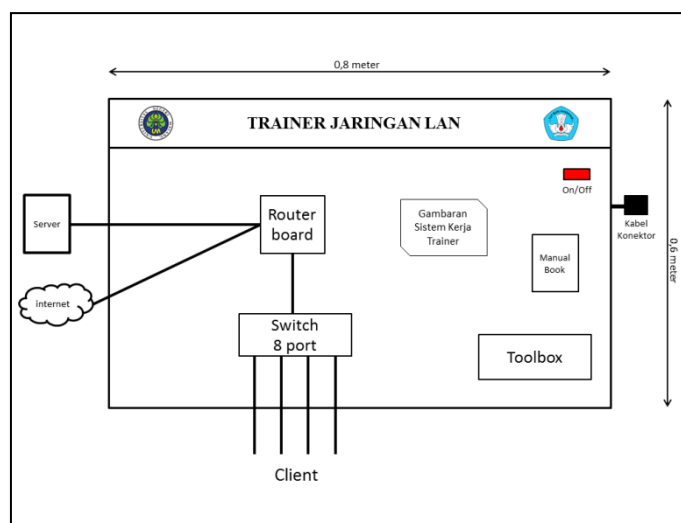 0,8 meter
TRAINER JARINGAN LAN
On/Off
Server
Router
board
Gambaran
Sistem Kerja
Trainer
Kabel
Konektor
0,6 meter
Manual
Book
internet
Switch
8 port
Toolbox
Client